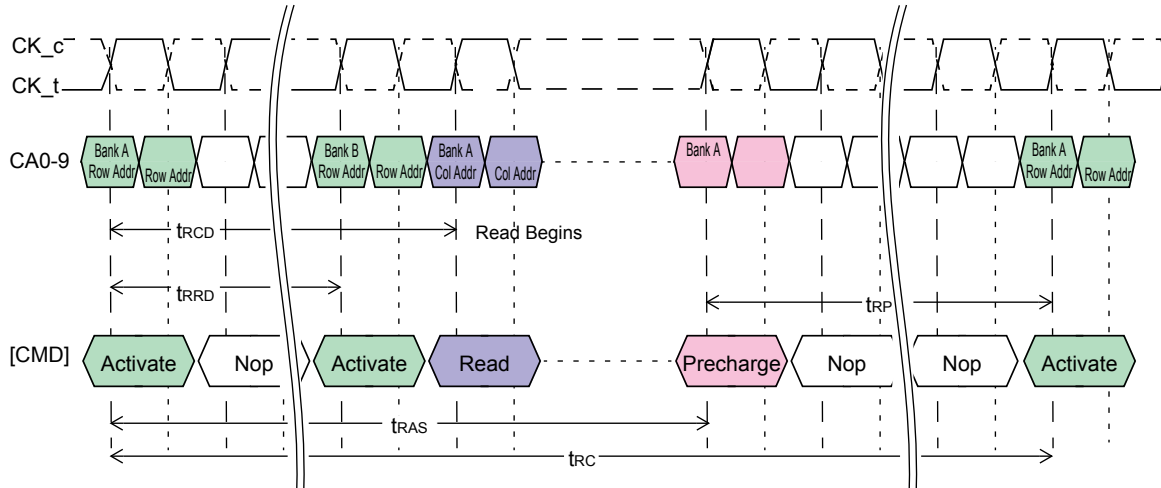 CK_c
CK_t
CA0-9
Bank A
Row Addr
Row Addr
Bank B
Row Addr
Row Addr
Bank A
Col Addr
Col Addr
Bank A
Bank A
Row Addr
Row Addr
tRCD
Read Begins
tRRD
tRP
[CMD]
Activate
Nop
Activate
Read
Precharge
Nop
Nop
Activate
tRAS
tRC